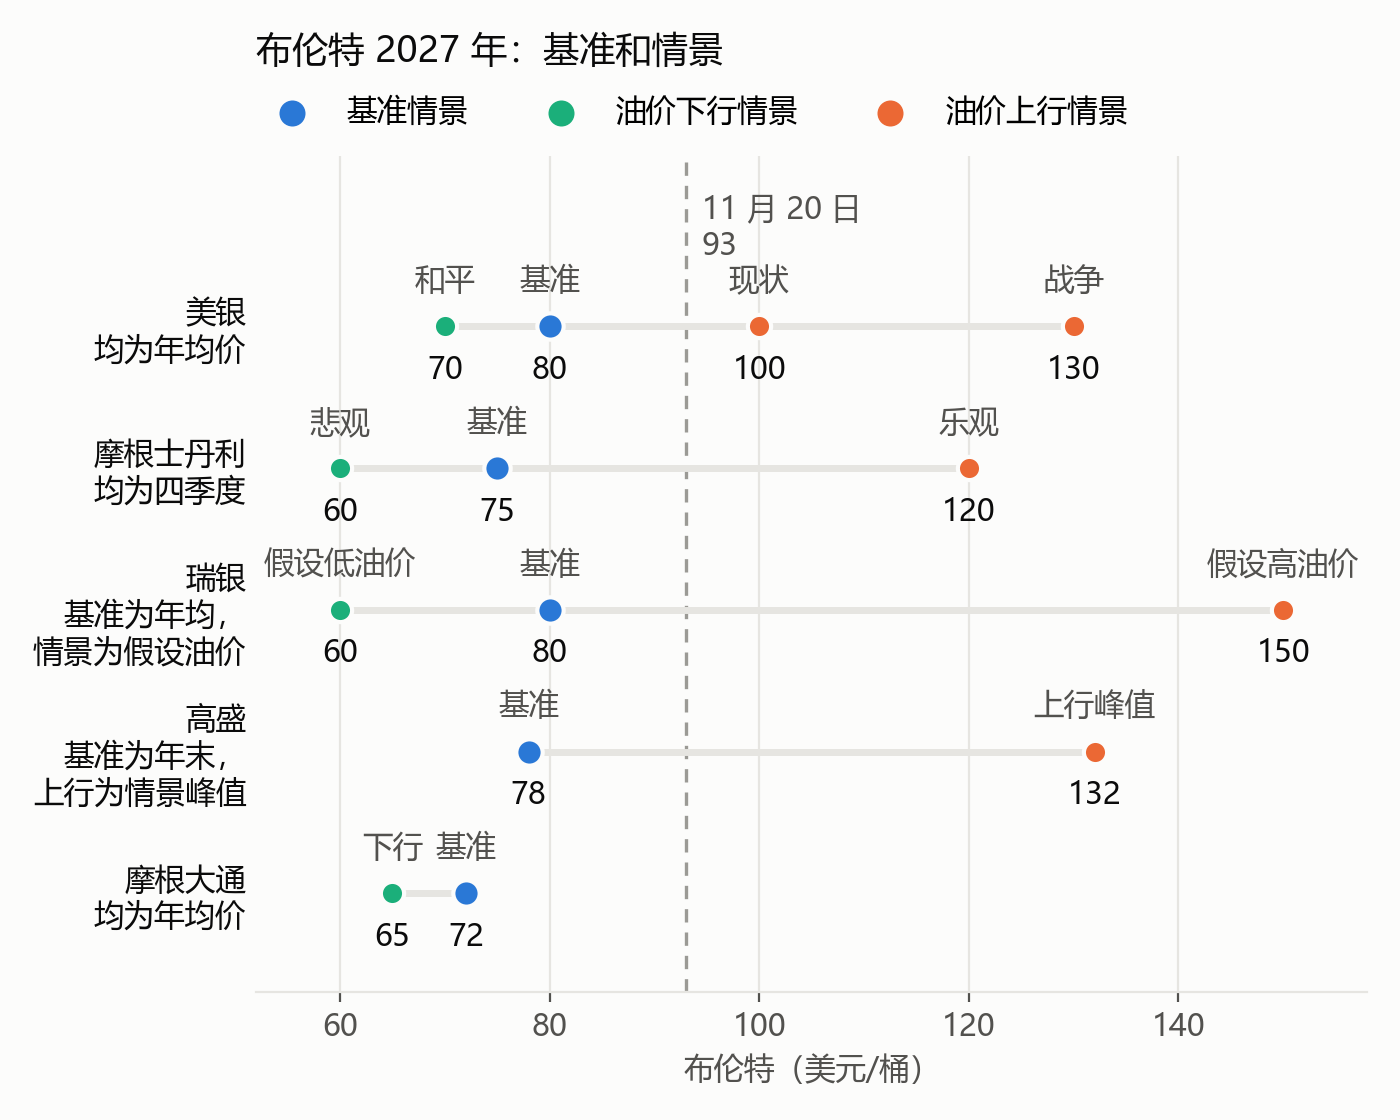 布伦特 2027 年：基准和情景
基准情景 油价下行情景 油价上行情景
11 月 20 日
93
和平 基准 现状 战争
美银
均为年均价
70 80 100 130
悲观 基准 乐观
摩根士丹利
均为四季度
60 75 120
假设低油价 基准 假设高油价
瑞银
基准为年均，
情景为假设油价
60 80 150
基准 上行峰值
高盛
基准为年末，
上行为情景峰值
78 132
下行 基准
摩根大通
均为年均价
65 72
60 80 100 120 140
布伦特（美元/桶）